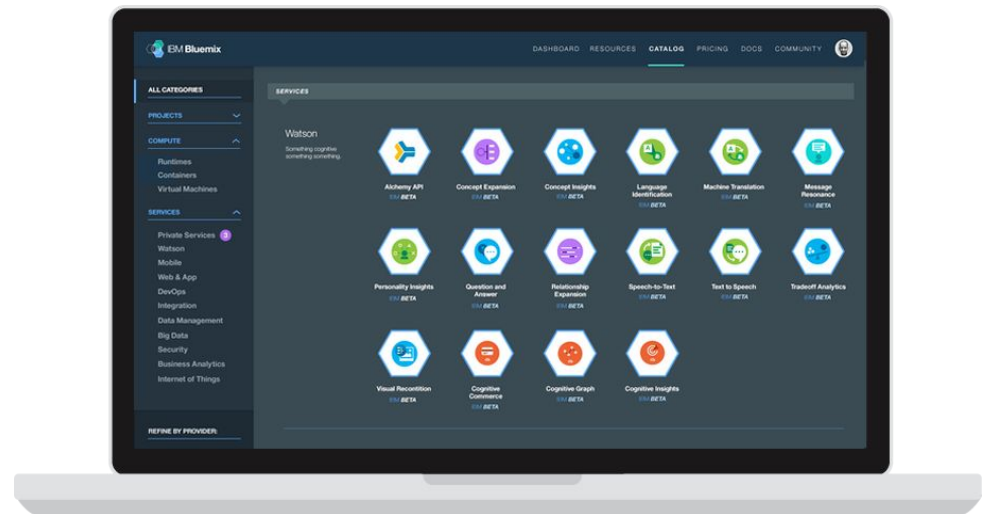 IBM Bluemix
DASHBOARD RESOURCES CATALOG PRICING DOCS COMMUNITY
ALL CATEGORIES
PROJECTS
COMPUTE
Runtimes
Containers
Virtual Machines
SERVICES
Private Services 3
Watson
Mobile
Web & App
DevOps
Integration
Data Management
Big Data
Security
Business Analytics
Internet of Things
REFINE BY PROVIDER:
SERVICES
Watson
Something cognitive
something something.
Alchemy API
IBM BETA
Concept Expansion
IBM BETA
Concept Insights
IBM BETA
Language
Identification
IBM BETA
Machine Translation
IBM BETA
Message
Resonance
IBM BETA
Personality Insights
IBM BETA
Question and
Answer
IBM BETA
Relationship
Expansion
IBM BETA
Speech-to-Text
IBM BETA
Text to Speech
IBM BETA
Tradeoff Analytics
IBM BETA
Visual Recontition
IBM BETA
Cognitive
Commerce
IBM BETA
Cognitive Graph
IBM BETA
Cognitive Insights
IBM BETA